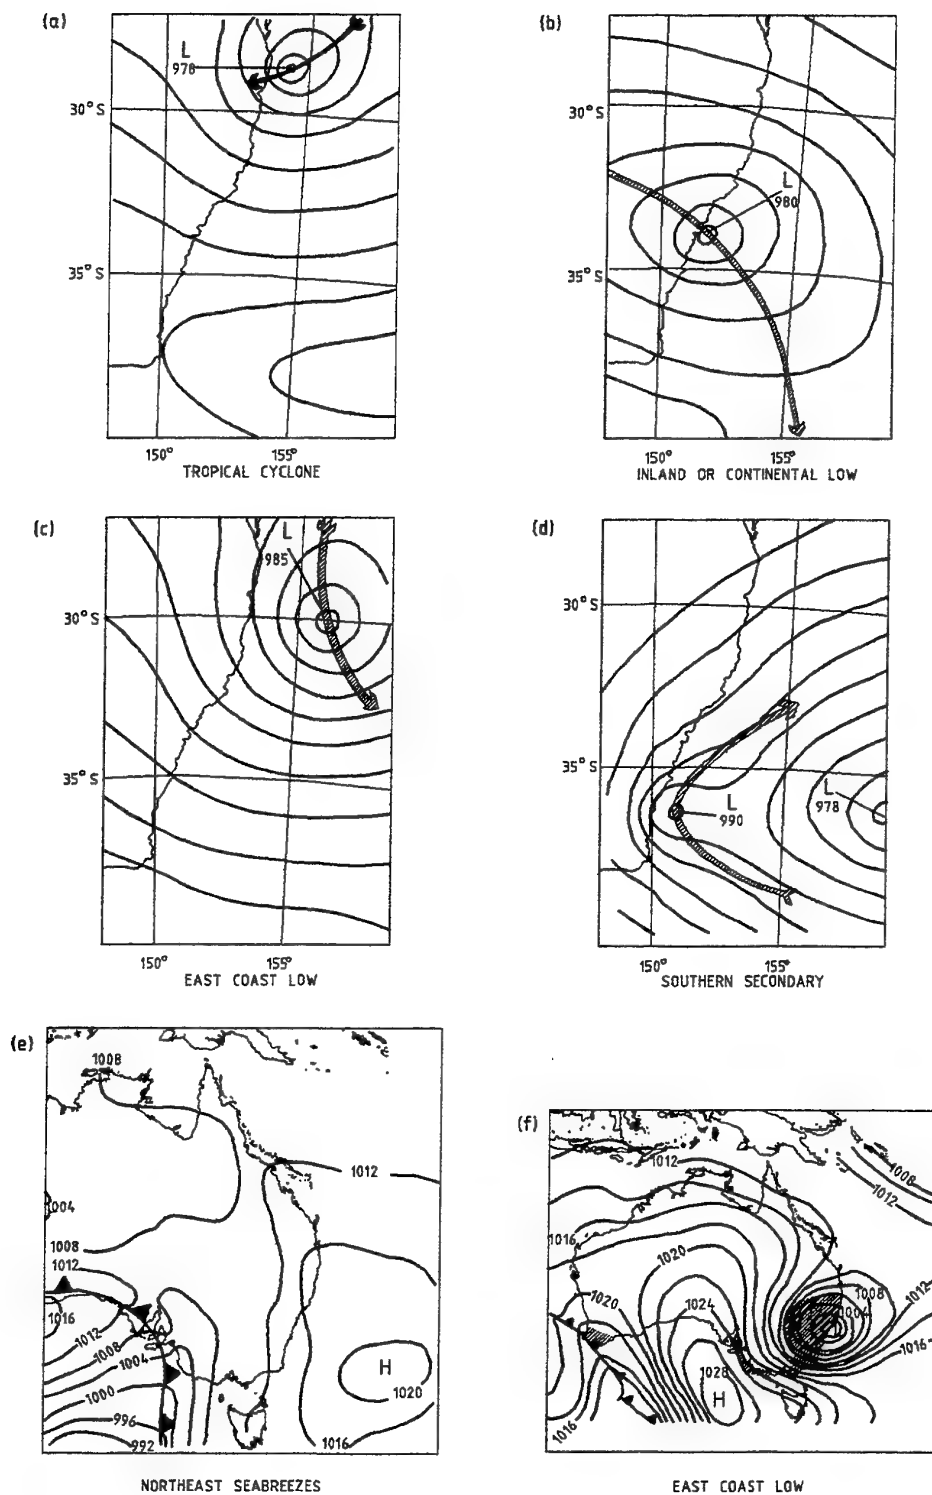 (a)
L
978
30° S
35° S
150° 155°
TROPICAL CYCLONE
(b)
30° S
L
980
35° S
150° 155°
INLAND OR CONTINENTAL LOW
(c)
L
985
30° S
35° S
150° 155°
EAST COAST LOW
(d)
30° S
35° S
L
990
L
978
150° 155°
SOUTHERN SECONDARY
(e)
1008
1012
1004
1008
1012
1016
1012
1008
1004
1000
996
992
H
1020
1016
NORTHEAST SEABREEZES
(f)
1012
1008
1012
1016
1020
1020
1024
1008
1004
1012
1016
1028
H
1016
EAST COAST LOW